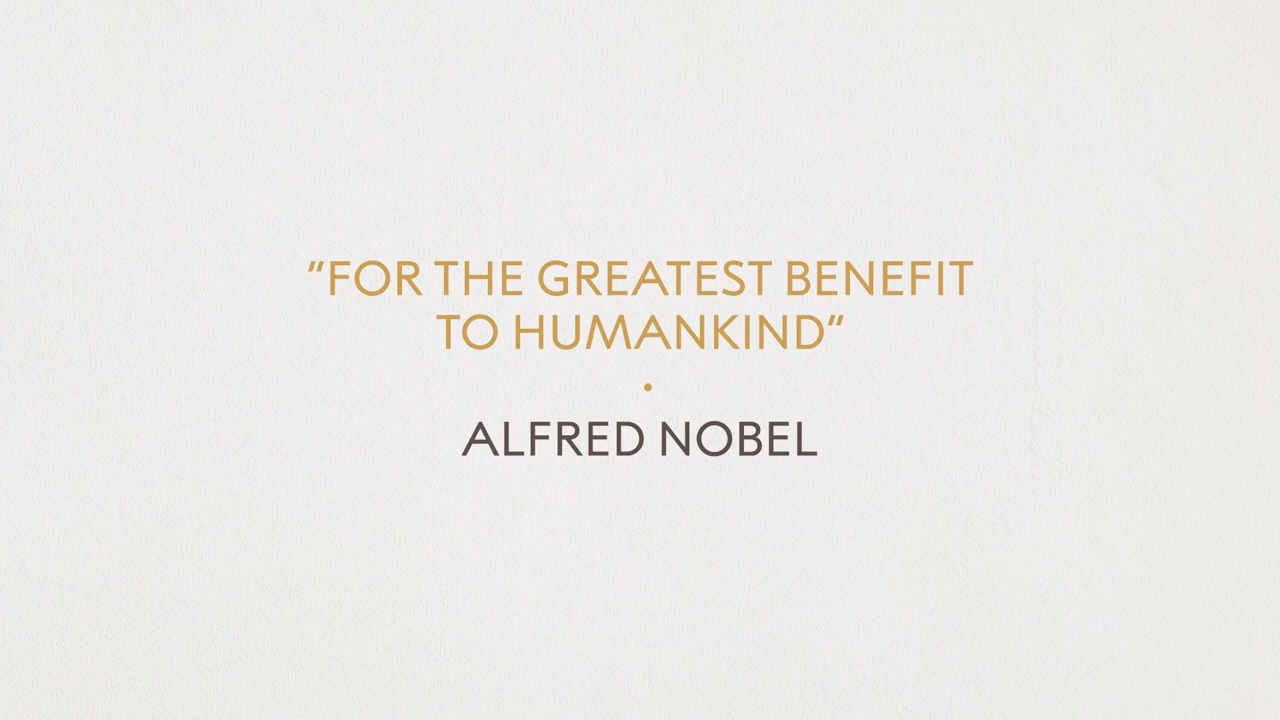 “FOR THE GREATEST BENEFIT
TO HUMANKIND”
•
ALFRED NOBEL